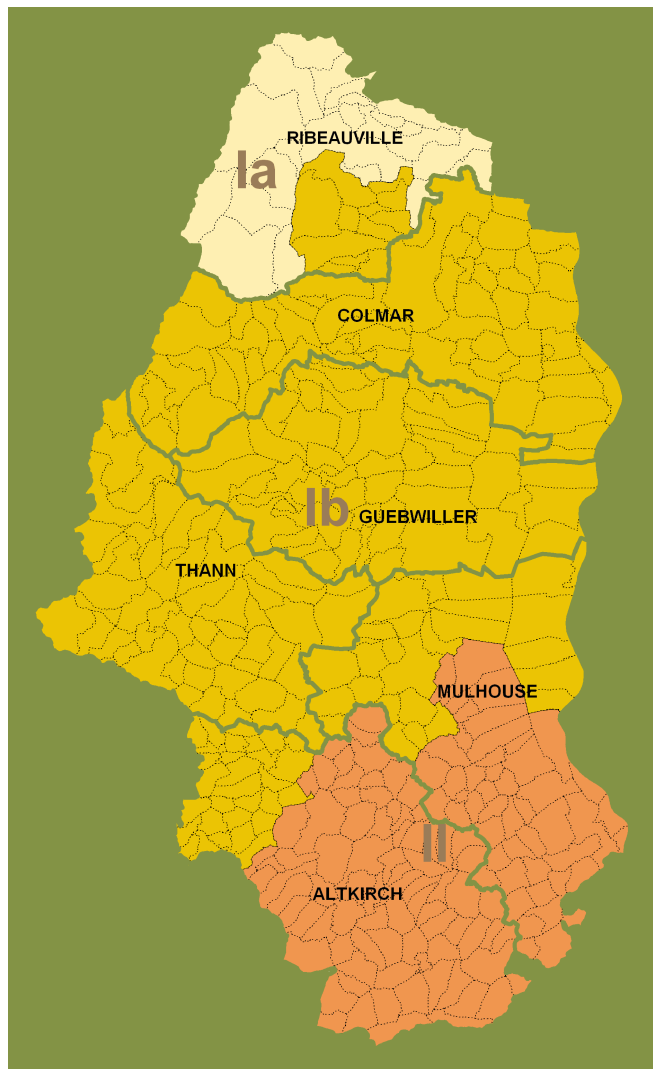 RIBEAUVILLE
Ia
COLMAR
Ib
GUEBWILLER
THANN
MULHOUSE
II
ALTKIRCH